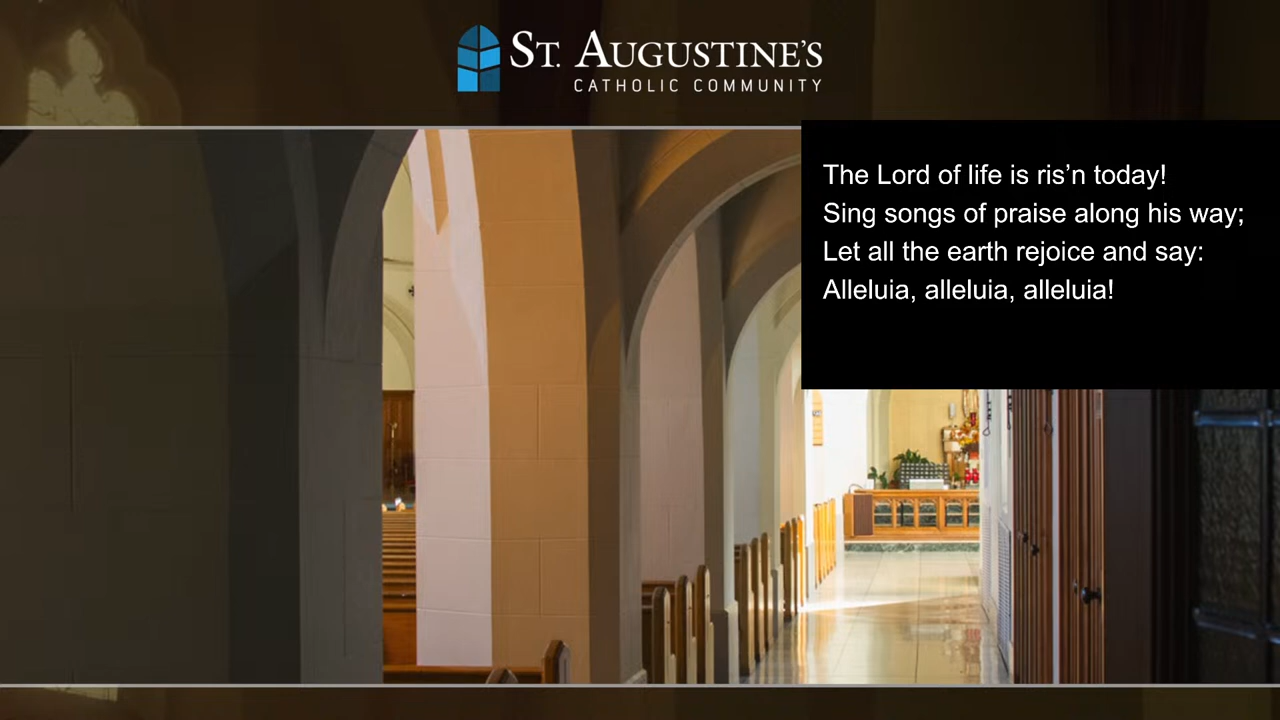 ST. AUGUSTINE'S
CATHOLIC COMMUNITY
The Lord of life is ris’n today!
Sing songs of praise along his way;
Let all the earth rejoice and say:
Alleluia, alleluia, alleluia!